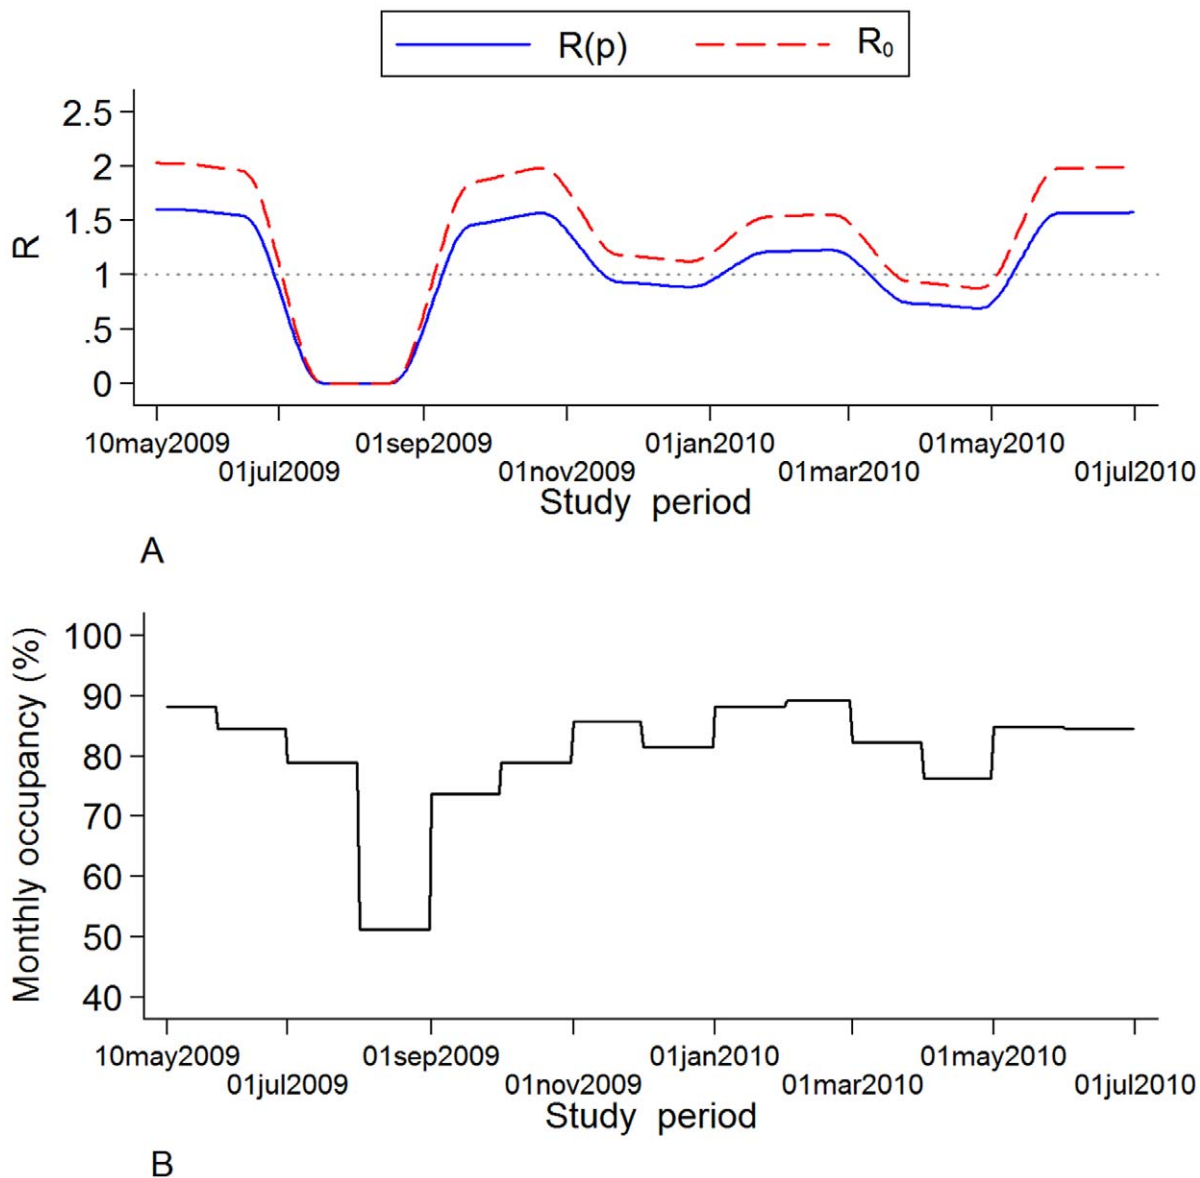 R(p) R₀
R
2.5
2
1.5
1
.5
0
10may2009 01sep2009 01jan2010 01may2010
01jul2009 01nov2009 01mar2010 01jul2010
Study period
A
Monthly occupancy (%)
100
90
80
70
60
50
40
10may2009 01sep2009 01jan2010 01may2010
01jul2009 01nov2009 01mar2010 01jul2010
Study period
B